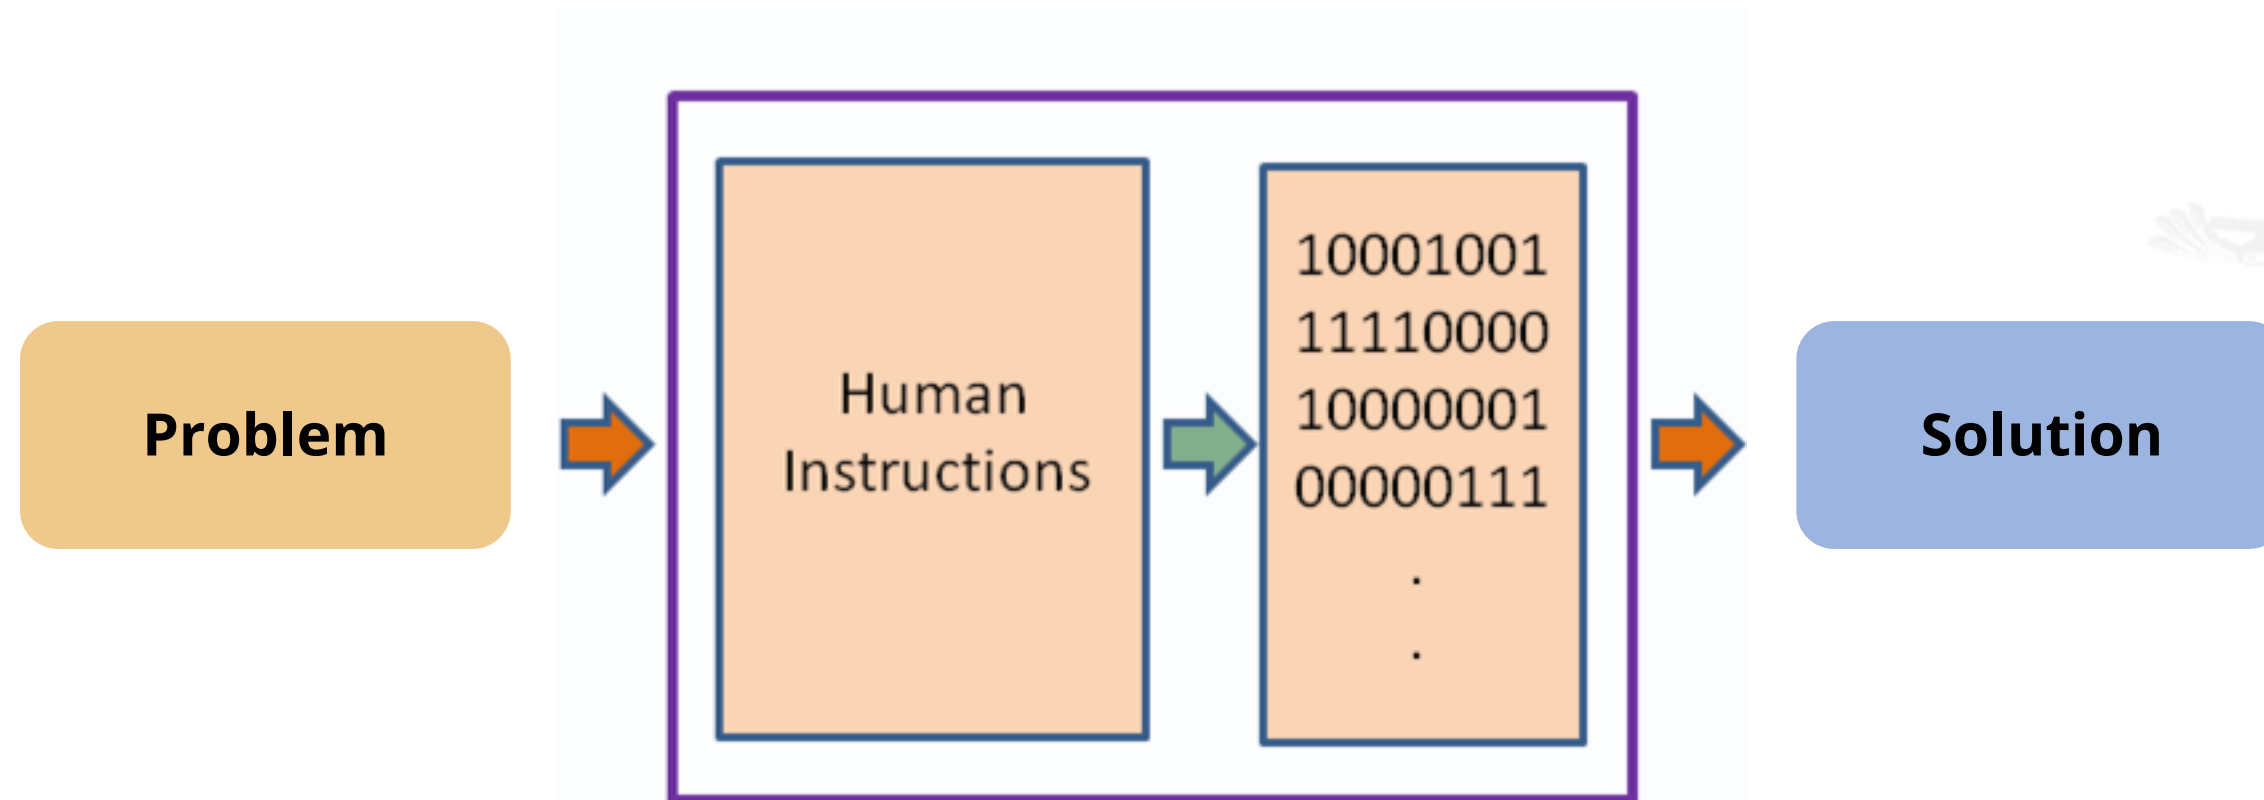 Problem
Human
Instructions
10001001
11110000
10000001
00000111
.
.
Solution